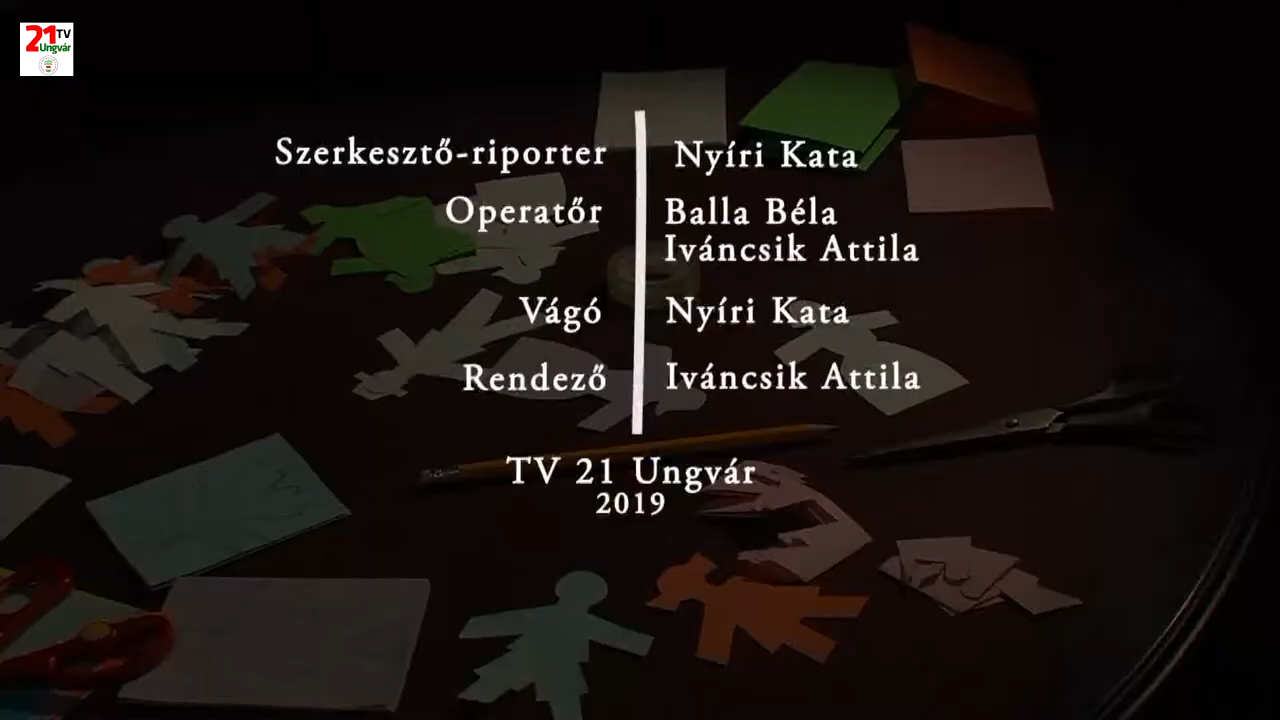 21 TV
Ungvár
Szerkesztő-riporter Nyíri Kata
Operatőr Balla Béla
Iváncsik Attila
Vágó Nyíri Kata
Rendező Iváncsik Attila
TV 21 Ungvár
2019